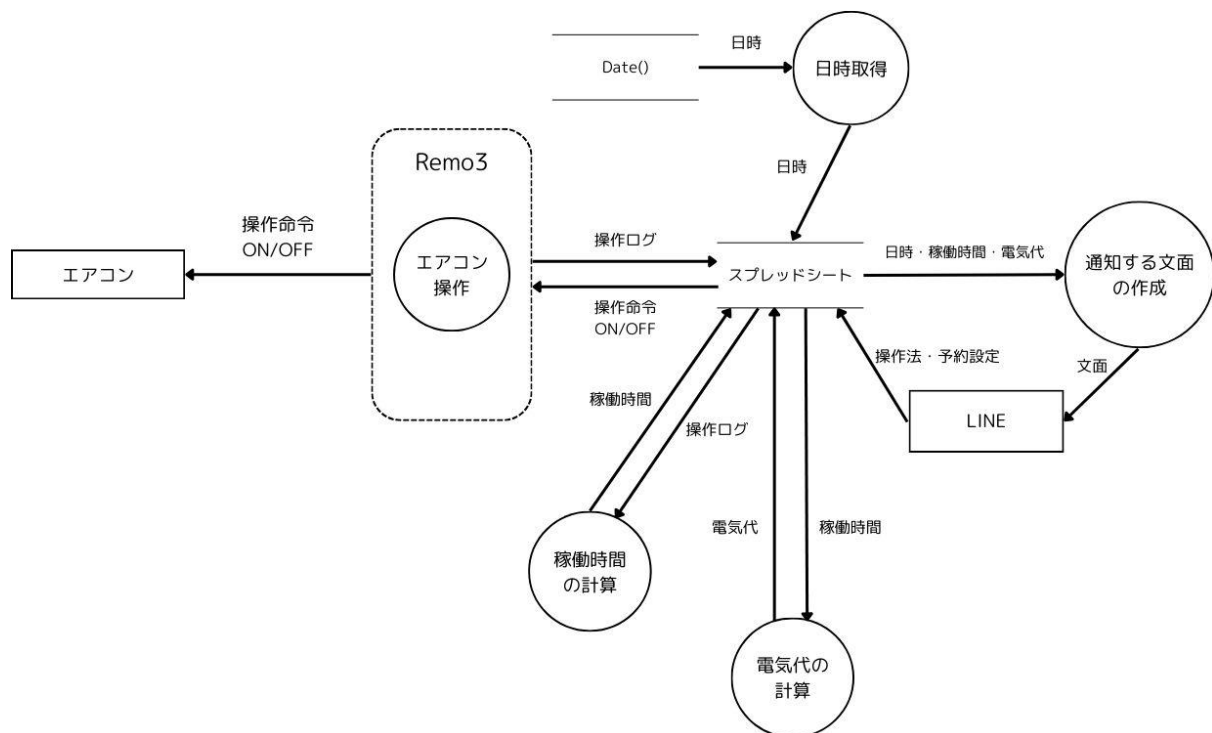 日時
Date()
日時取得
日時
Remo3
操作命令
ON/OFF
エアコン
エアコン
操作
操作ログ
操作命令
ON/OFF
スプレッドシート
日時・稼働時間・電気代
通知する文面
の作成
操作法・予約設定
文面
LINE
稼働時間
操作ログ
電気代
稼働時間
稼働時間
の計算
電気代の
計算